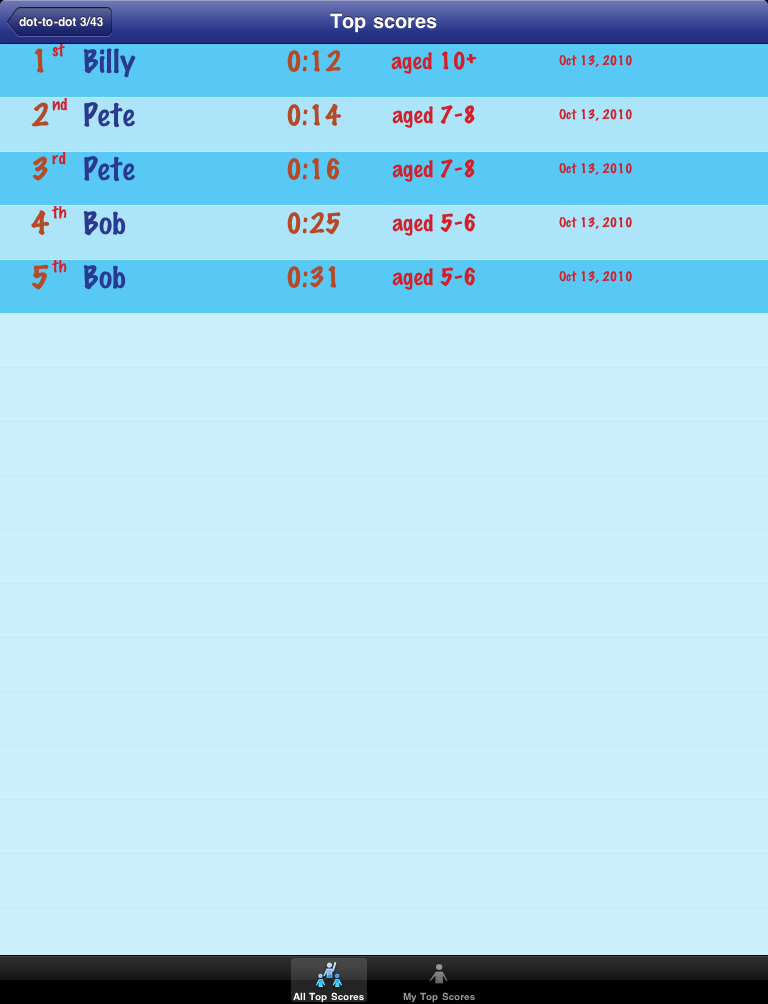 dot-to-dot 3/43 Top scores
1st Billy 0:12 aged 10+ Oct 13, 2010
2nd Pete 0:14 aged 7-8 Oct 13, 2010
3rd Pete 0:16 aged 7-8 Oct 13, 2010
4th Bob 0:25 aged 5-6 Oct 13, 2010
5th Bob 0:31 aged 5-6 Oct 13, 2010
All Top Scores My Top Scores